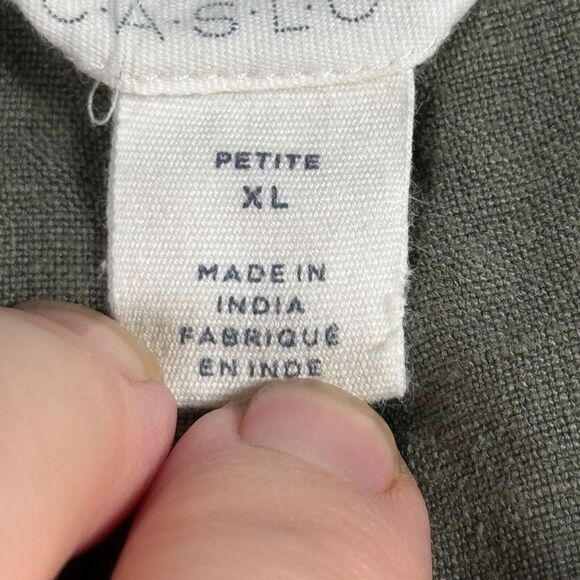 C·A·S·L·O
PETITE
XL
MADE IN
INDIA
FABRIQUÉ
EN INDE